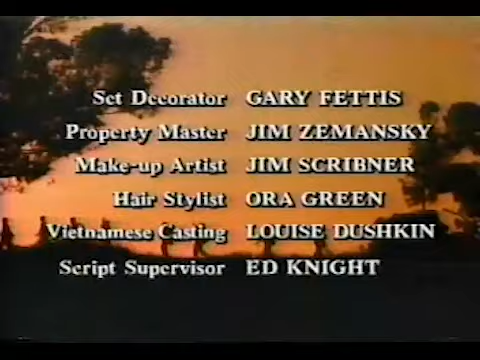 Set Decorator GARY FETTIS
Property Master JIM ZEMANSKY
Make-up Artist JIM SCRIBNER
Hair Stylist ORA GREEN
Vietnamese Casting LOUISE DUSHKIN
Script Supervisor ED KNIGHT